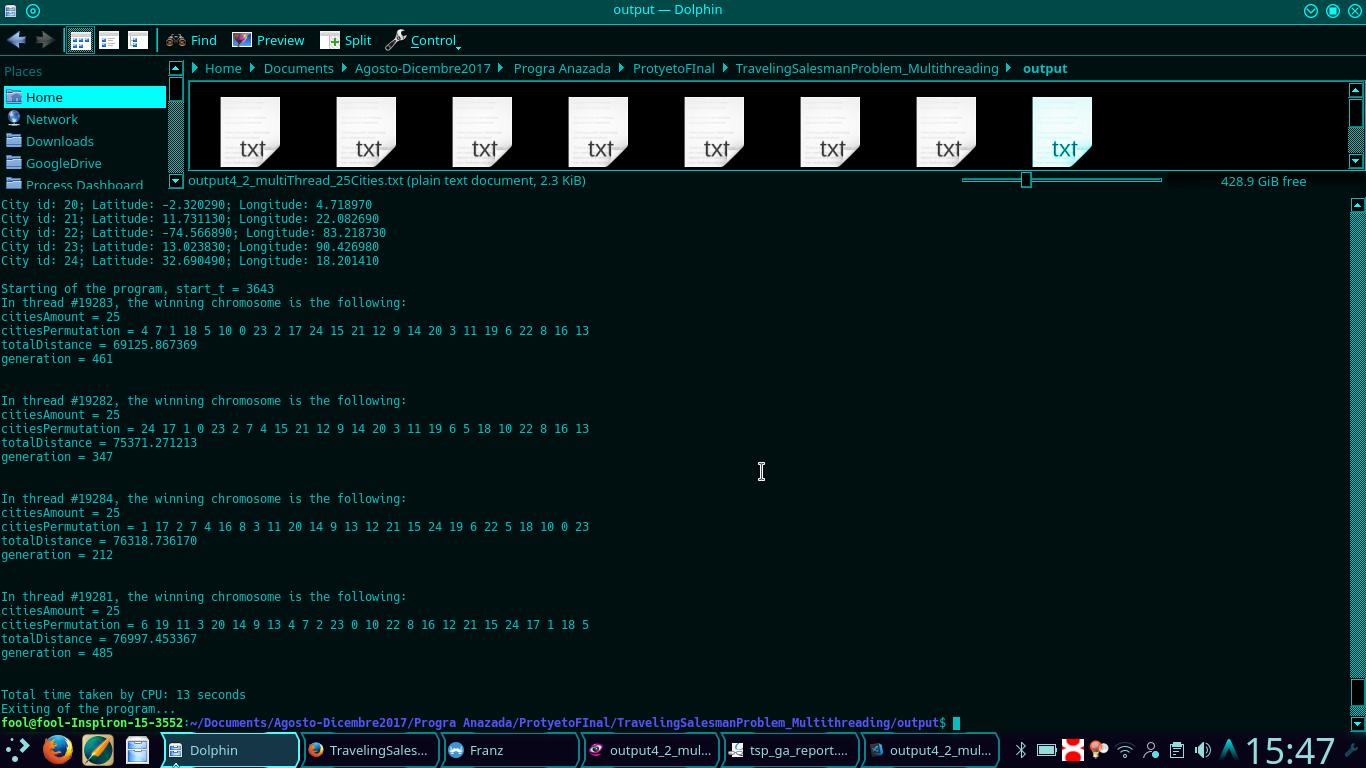 output — Dolphin
Find Preview Split Control
Places
Home
Network
Downloads
GoogleDrive
Process Dashboard
Home Documents Agosto-Dicembre2017 Progra Anazada ProtyetoFInal TravelingSalesmanProblem_Multithreading output
txt txt txt txt txt txt txt txt
output4_2_multiThread_25Cities.txt (plain text document, 2.3 KiB) 428.9 GiB free
City id: 20; Latitude: -2.320290; Longitude: 4.718970
City id: 21; Latitude: 11.731130; Longitude: 22.082690
City id: 22; Latitude: -74.566890; Longitude: 83.218730
City id: 23; Latitude: 13.023830; Longitude: 90.426980
City id: 24; Latitude: 32.690490; Longitude: 18.201410
Starting of the program, start_t = 3643
In thread #19283, the winning chromosome is the following:
citiesAmount = 25
citiesPermutation = 4 7 1 18 5 10 0 23 2 17 24 15 21 12 9 14 20 3 11 19 6 22 8 16 13
totalDistance = 69125.867369
generation = 461
In thread #19282, the winning chromosome is the following:
citiesAmount = 25
citiesPermutation = 24 17 1 0 23 2 7 4 15 21 12 9 14 20 3 11 19 6 5 18 10 22 8 16 13
totalDistance = 75371.271213
generation = 347
In thread #19284, the winning chromosome is the following:
citiesAmount = 25
citiesPermutation = 1 17 2 7 4 16 8 3 11 20 14 9 13 12 21 15 24 19 6 22 5 18 10 0 23
totalDistance = 76318.736170
generation = 212
In thread #19281, the winning chromosome is the following:
citiesAmount = 25
citiesPermutation = 6 19 11 3 20 14 9 13 4 7 2 23 0 10 22 8 16 12 21 15 24 17 1 18 5
totalDistance = 76997.453367
generation = 485
Total time taken by CPU: 13 seconds
Exiting of the program...
fool@fool-Inspiron-15-3552:~/Documents/Agosto-Dicembre2017/Progra Anazada/ProtyetoFInal/TravelingSalesmanProblem_Multithreading/output$
Dolphin TravelingSales... Franz output4_2_mul... tsp_ga_report.... output4_2_mul... 15:47